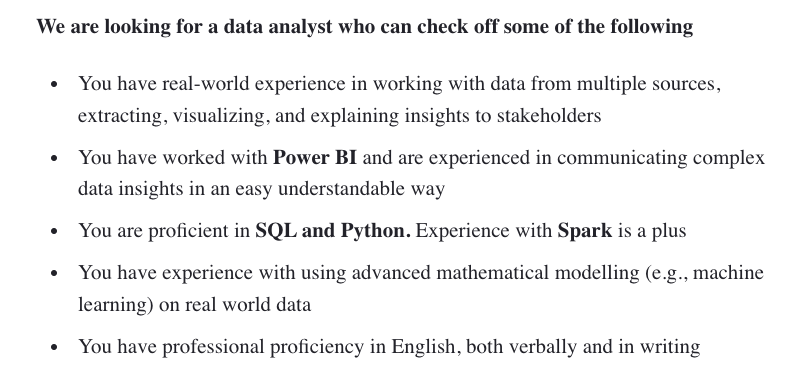 We are looking for a data analyst who can check off some of the following
• You have real-world experience in working with data from multiple sources,
extracting, visualizing, and explaining insights to stakeholders
• You have worked with Power BI and are experienced in communicating complex
data insights in an easy understandable way
• You are proficient in SQL and Python. Experience with Spark is a plus
• You have experience with using advanced mathematical modelling (e.g., machine
learning) on real world data
• You have professional proficiency in English, both verbally and in writing